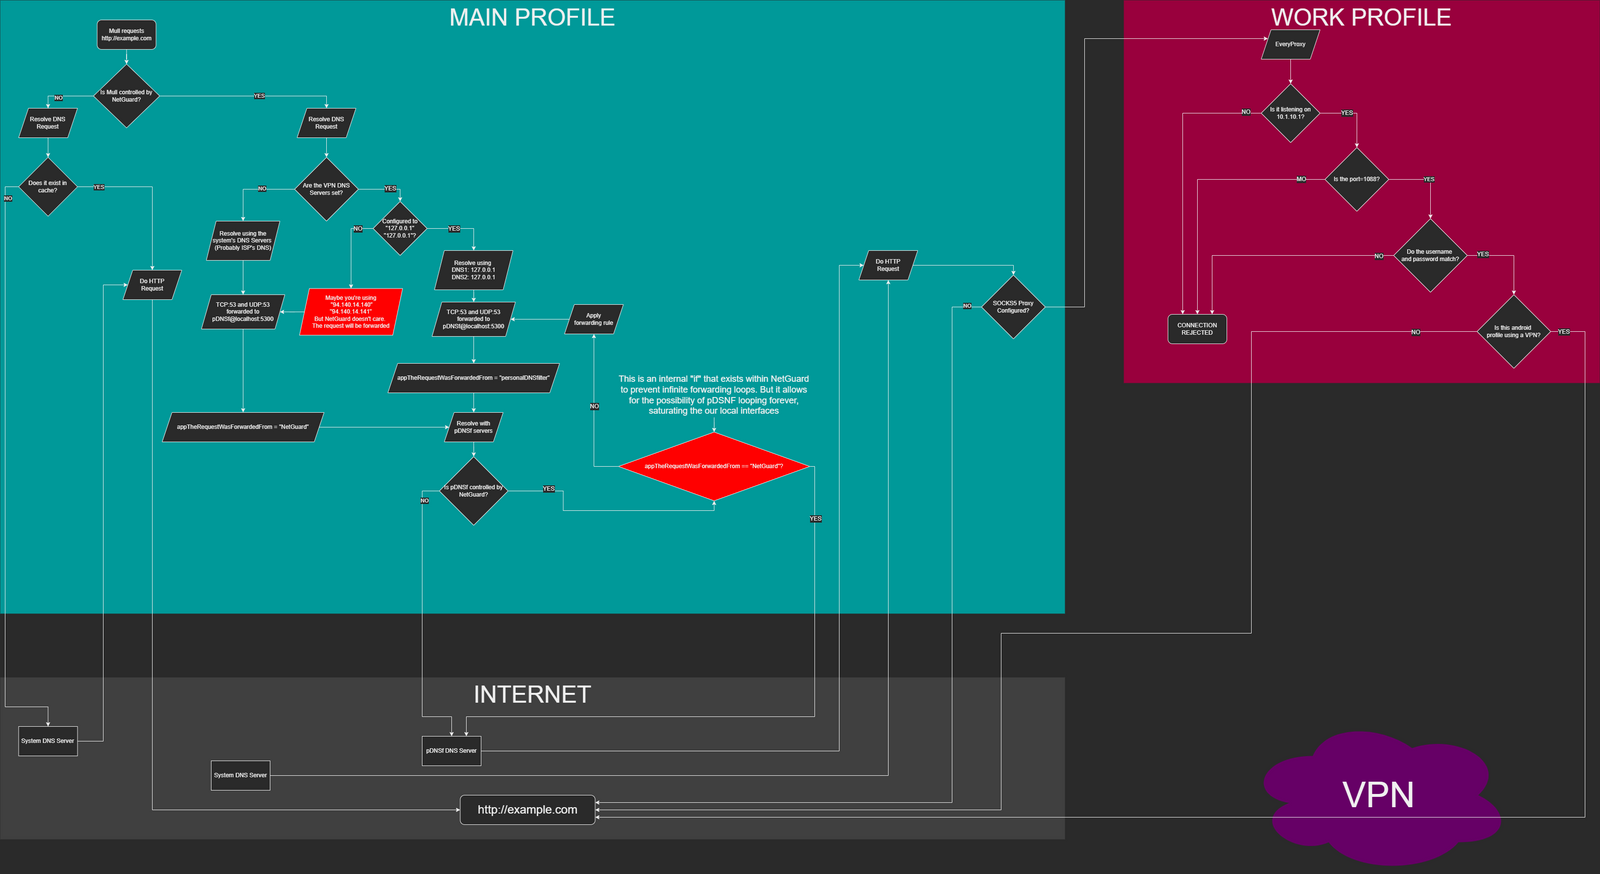 MAIN PROFILE
WORK PROFILE
Mull requests
http://example.com
Is Mull controlled by
NetGuard?
NO
YES
Resolve DNS
Request
Resolve DNS
Request
Does it exist in
cache?
NO
YES
Do HTTP
Request
Are the VPN DNS
Servers set?
NO
YES
Resolve using the
system's DNS Servers
(Probably ISP's DNS)
Configured to
"127.0.0.1"
"127.0.0.1"?
NO
YES
Resolve using
DNS1: 127.0.0.1
DNS2: 127.0.0.1
TCP:53 and UDP:53
forwarded to
pDNSf@localhost:5300
Maybe you're using
"94.140.14.140"
"94.140.14.141"
But NetGuard doesn't care.
The request will be forwarded
TCP:53 and UDP:53
forwarded to
pDNSf@localhost:5300
Apply
forwarding rule
appTheRequestWasForwardedFrom = "personalDNSfilter"
appTheRequestWasForwardedFrom = "NetGuard"
Resolve with
pDNSf servers
Is pDNSf controlled by
NetGuard?
NO
YES
This is an internal "if" that exists within NetGuard
to prevent infinite forwarding loops. But it allows
for the possibility of pDSNF looping forever,
saturating the our local interfaces
appTheRequestWasForwardedFrom == "NetGuard"?
NO
YES
Do HTTP
Request
SOCKS5 Proxy
Configured?
NO
EveryProxy
Is it listening on
10.1.10.1?
NO
YES
Is the port=1088?
MO
YES
Do the username
and password match?
NO
YES
CONNECTION
REJECTED
Is this android
profile using a VPN?
NO
YES
INTERNET
System DNS Server
pDNSf DNS Server
System DNS Server
http://example.com
VPN